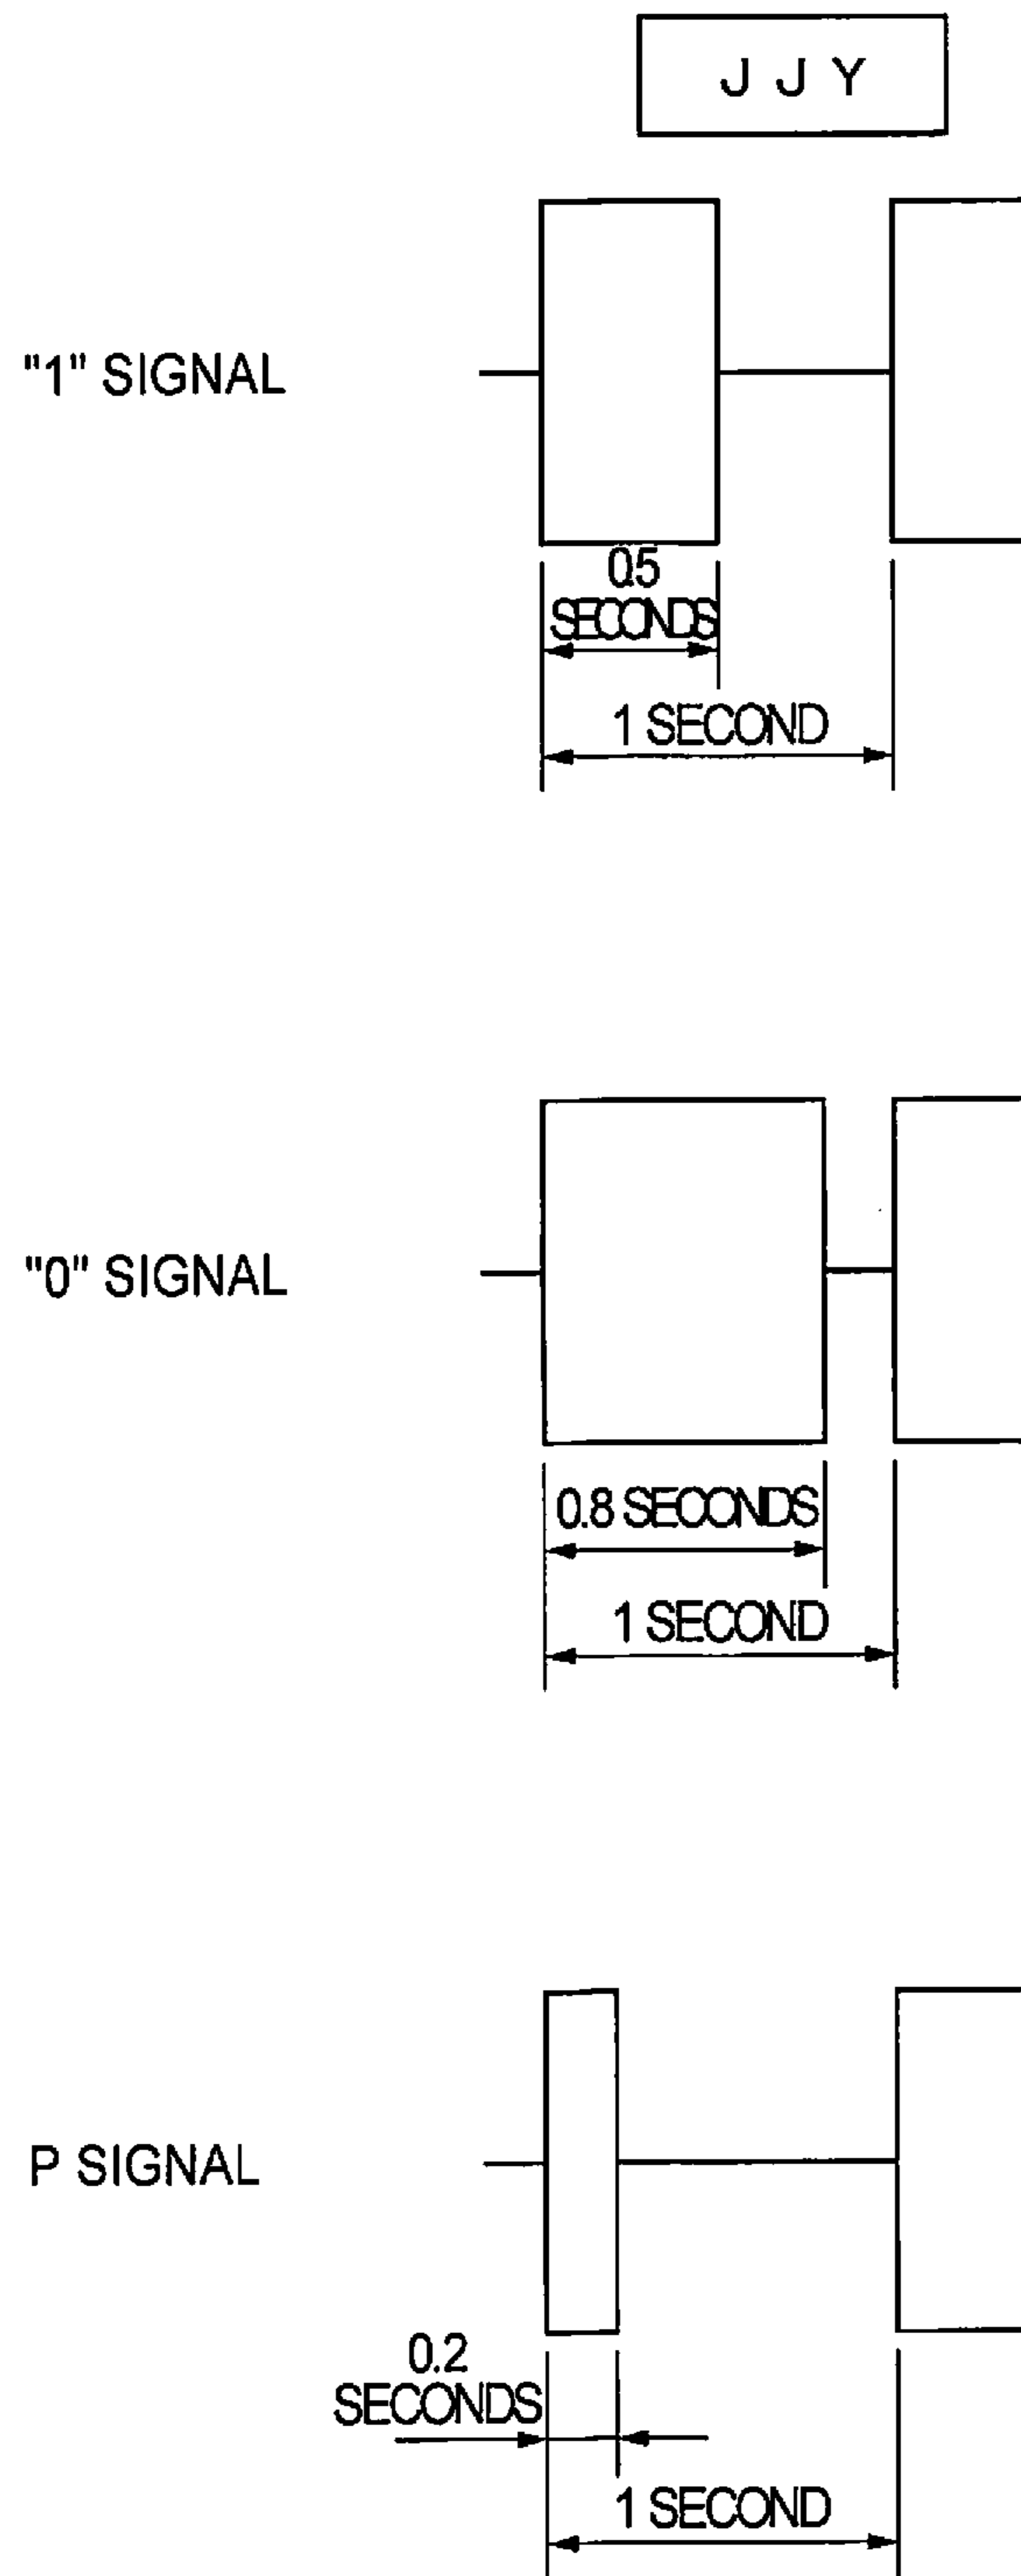 J J Y
"1" SIGNAL
0.5
SECONDS
1 SECOND
"0" SIGNAL
0.8 SECONDS
1 SECOND
P SIGNAL
0.2
SECONDS
1 SECOND